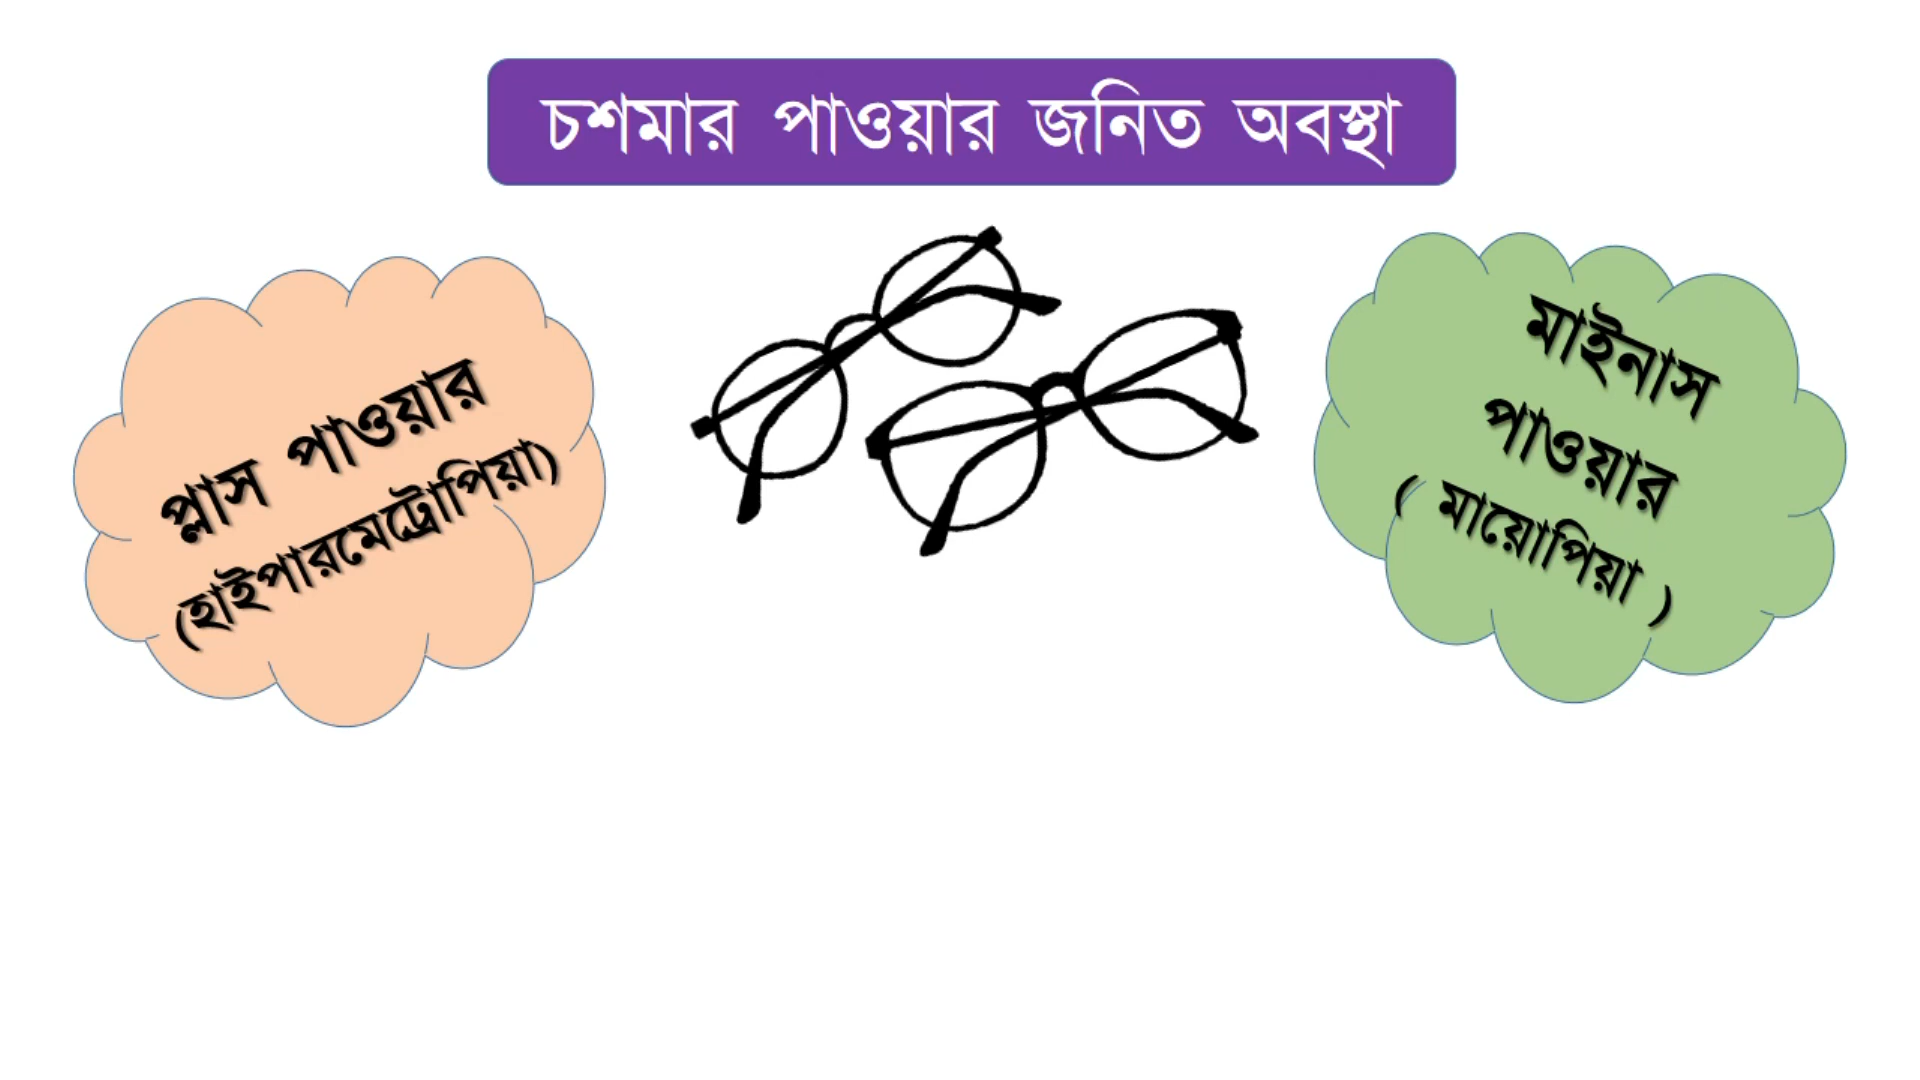 চশমার পাওয়ার জনিত অবস্থা
প্লাস পাওয়ার
(হাইপারমেট্রোপিয়া)
মাইনাস
পাওয়ার
( মায়োপিয়া )